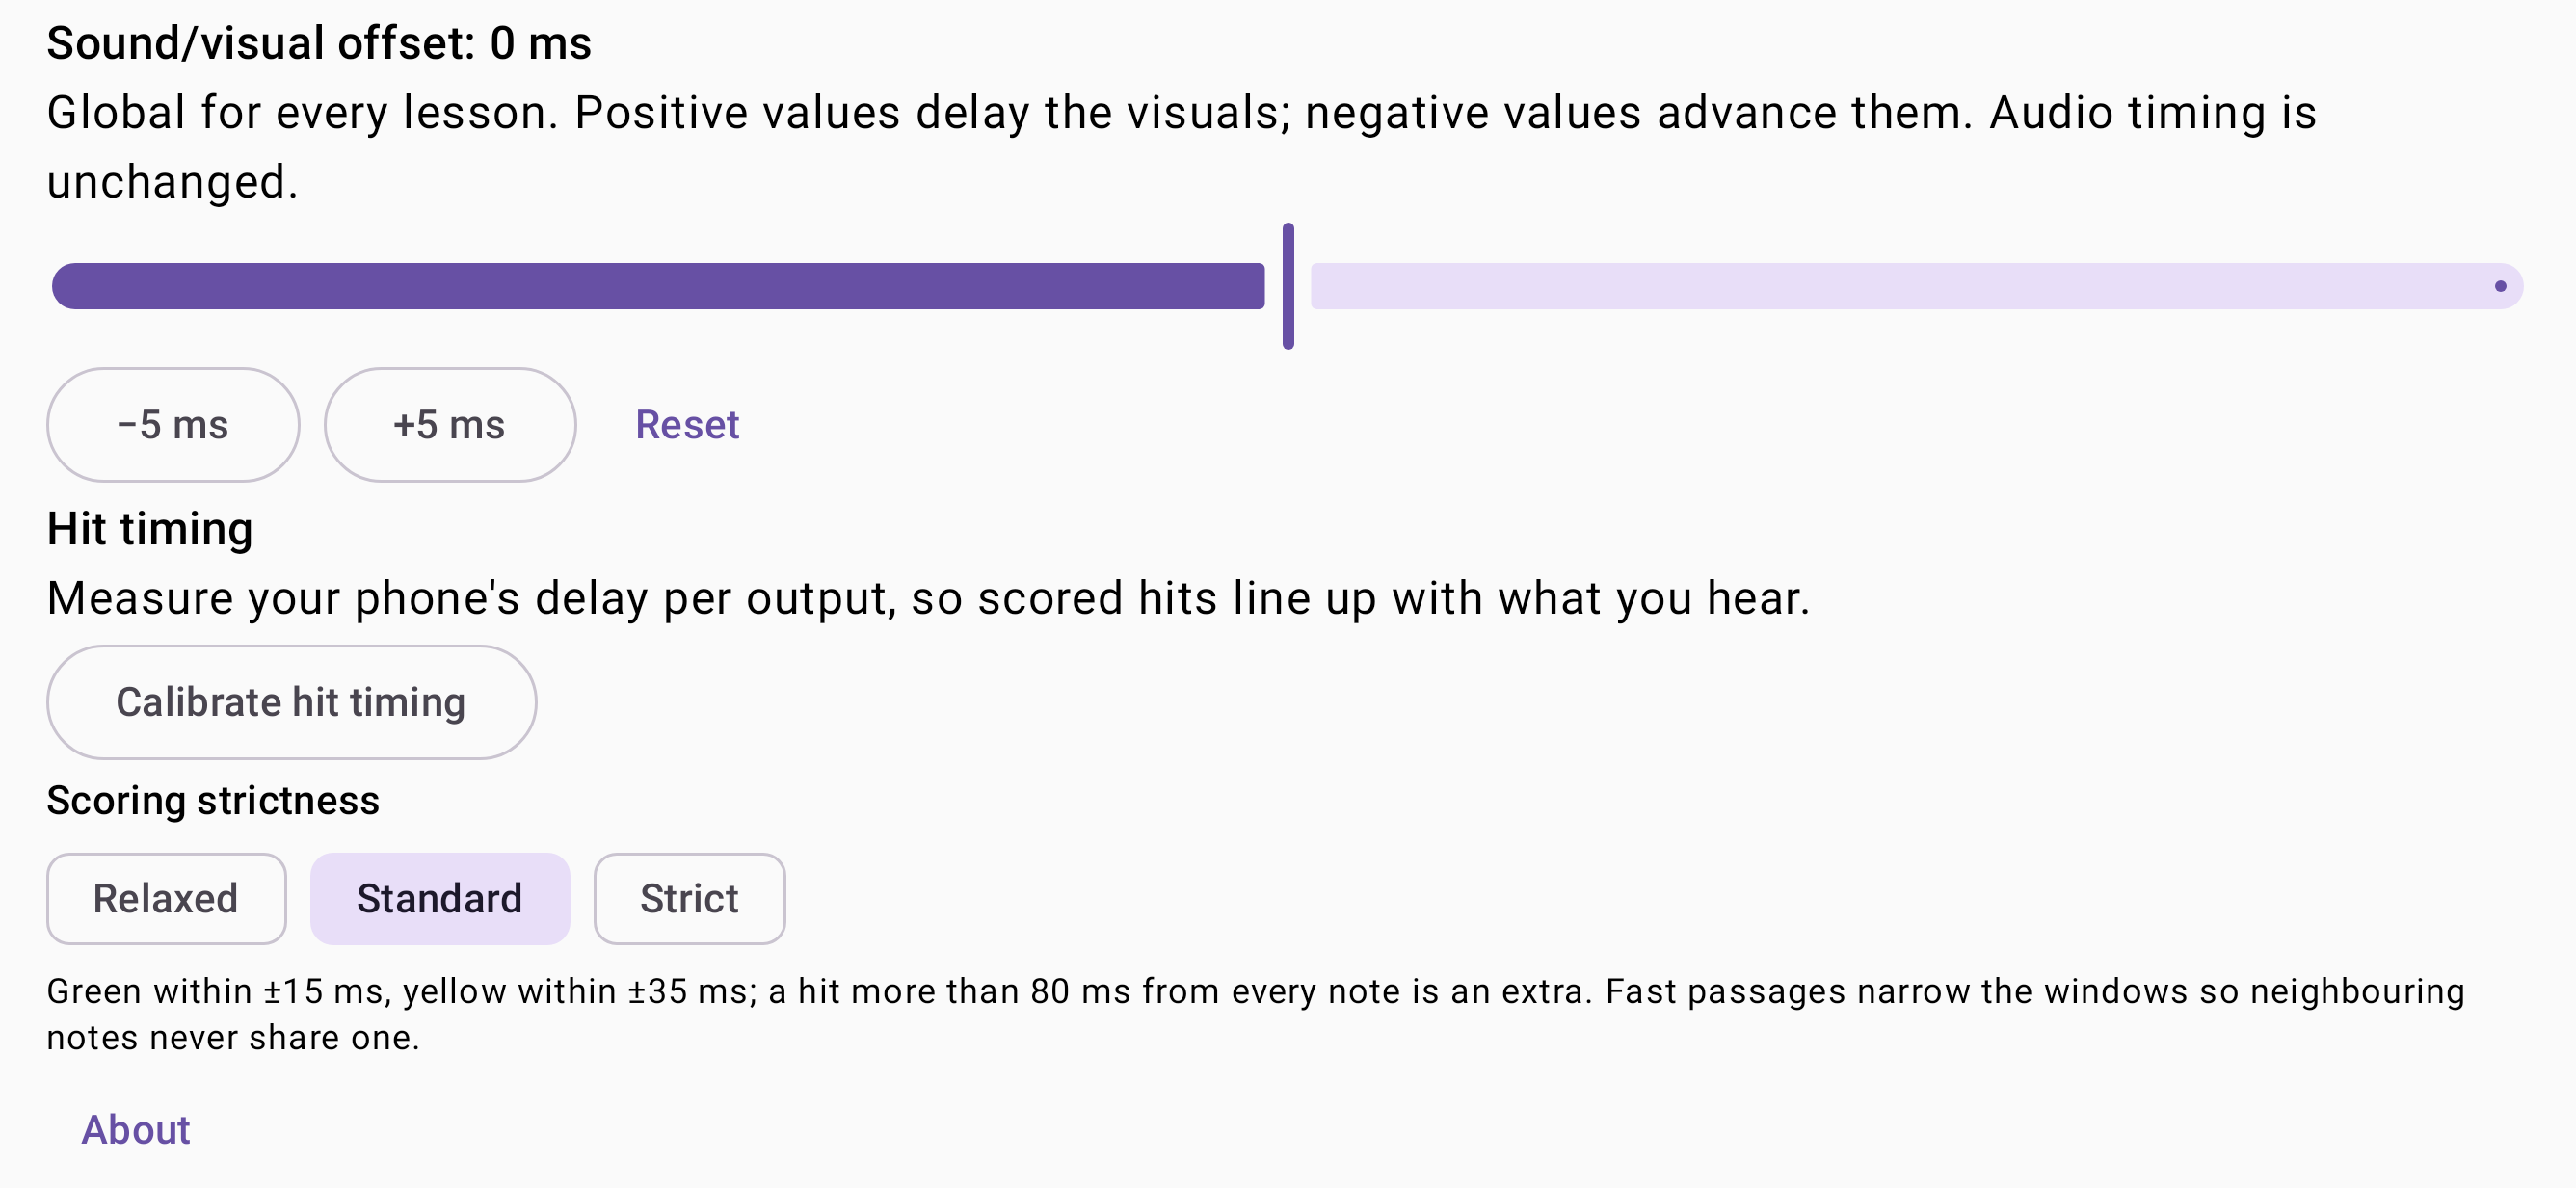 Sound/visual offset: 0 ms
Global for every lesson. Positive values delay the visuals; negative values advance them. Audio timing is
unchanged.
−5 ms
+5 ms
Reset
Hit timing
Measure your phone's delay per output, so scored hits line up with what you hear.
Calibrate hit timing
Scoring strictness
Relaxed
Standard
Strict
Green within ±15 ms, yellow within ±35 ms; a hit more than 80 ms from every note is an extra. Fast passages narrow the windows so neighbouring
notes never share one.
About